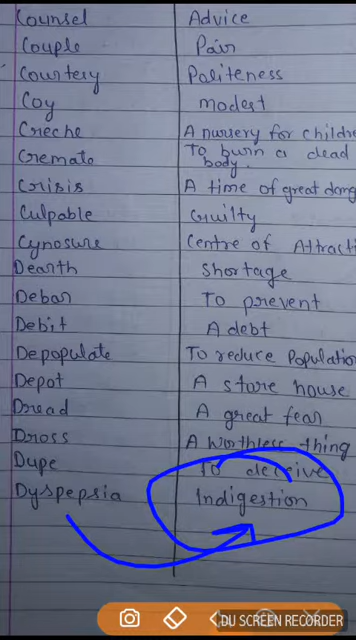 Counsel Advice
Couple Pair
Courtery Politeness
Coy modest
Creche A nursery for childre
Cremate To burn a dead body.
Crisis A time of great dang
Culpable Guilty
Cynosure Centre of Attracti
Dearth Shortage
Debar To prevent
Debit A debt
Depopulate To reduce Population
Depot A store house
Dread A great fear
Dross A worthless thing
Dupe To deceive
Dyspepsia Indigestion
DU SCREEN RECORDER